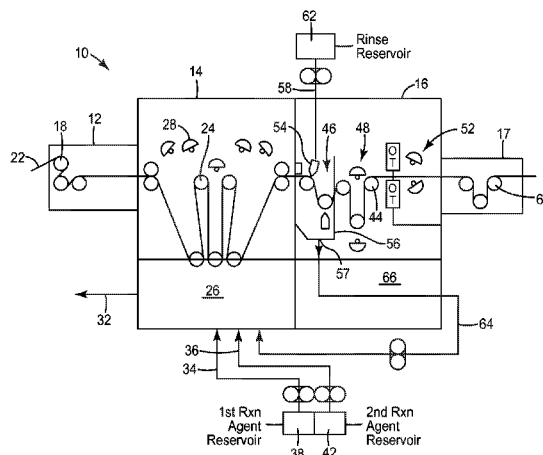 62
Rinse
Reservoir
58
10
14
16
12
18
22
28
24
54
46
48
52
17
O
T
O
T
44
6
56
57
26
66
32
64
36
34
1st Rxn
Agent
Reservoir
38
42
2nd Rxn
Agent
Reservoir